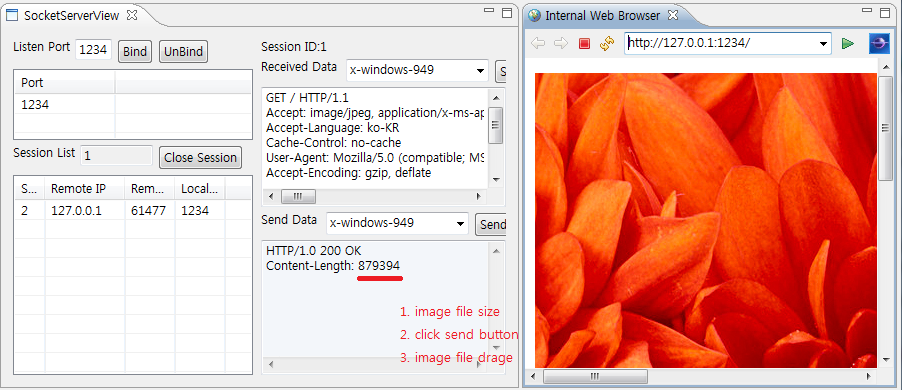 SocketServerView
Listen Port 1234 Bind UnBind
Port
1234
Session List 1 Close Session
S... Remote IP Rem... Local...
2 127.0.0.1 61477 1234
Session ID:1
Received Data x-windows-949 S
GET / HTTP/1.1
Accept: image/jpeg, application/x-ms-ap
Accept-Language: ko-KR
Cache-Control: no-cache
User-Agent: Mozilla/5.0 (compatible; MS
Accept-Encoding: gzip, deflate
Send Data x-windows-949 Send
HTTP/1.0 200 OK
Content-Length: 879394
1. image file size
2. click send button
3. image file drage
Internal Web Browser
http://127.0.0.1:1234/